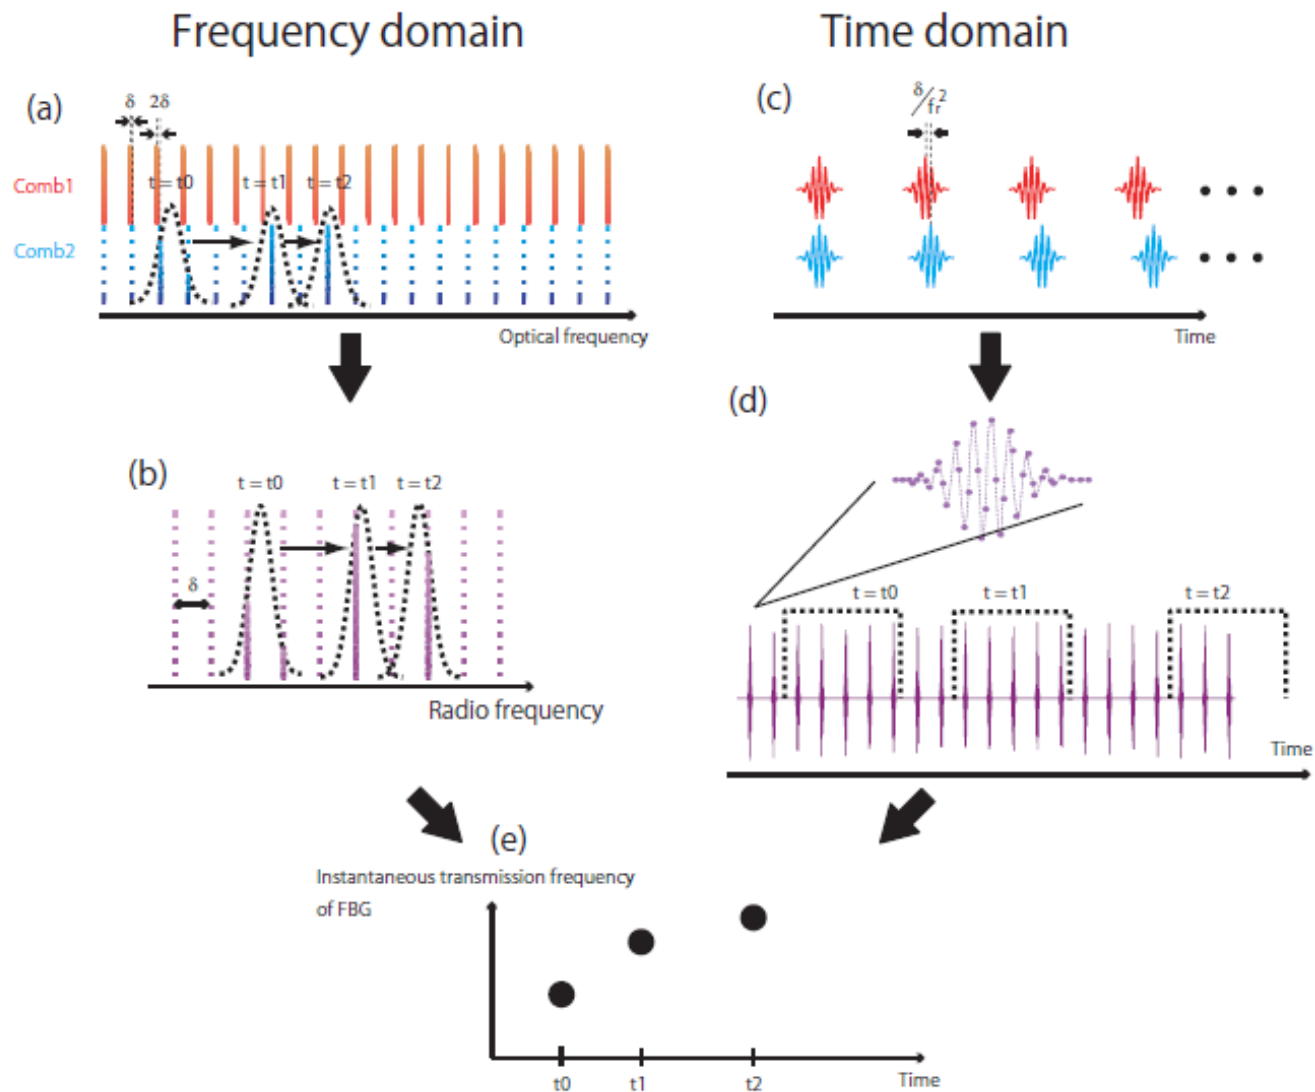 Frequency domain
Time domain
(a)
δ 2δ
Comb1
t = t0 t = t1 t = t2
Comb2
Optical frequency
(c)
δ/fr²
Time
(b)
t = t0 t = t1 t = t2
δ
Radio frequency
(d)
t = t0 t = t1 t = t2
Time
(e)
Instantaneous transmission frequency
of FBG
t0 t1 t2
Time